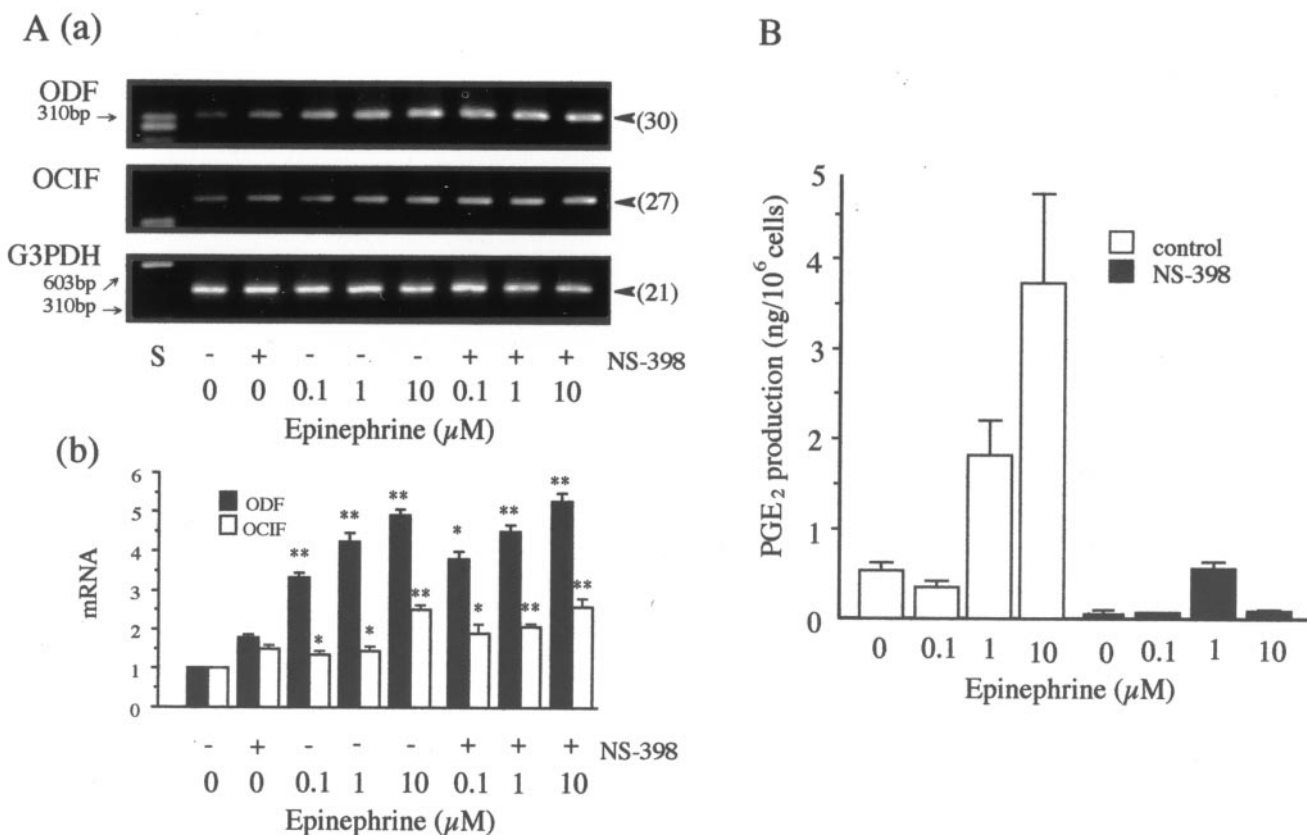 A (a)
ODF
310bp →
(30)
OCIF
(27)
G3PDH
603bp
310bp →
(21)
S - + - - - + + + NS-398
0 0 0.1 1 10 0.1 1 10
Epinephrine (μM)
(b)
6
5
4
3
2
1
0
mRNA
ODF
OCIF
** ** ** * ** * * ** * ** **
- + - - - + + + NS-398
0 0 0.1 1 10 0.1 1 10
Epinephrine (μM)
B
5
4
3
2
1
0
PGE₂ production (ng/10⁶ cells)
control
NS-398
0 0.1 1 10 0 0.1 1 10
Epinephrine (μM)